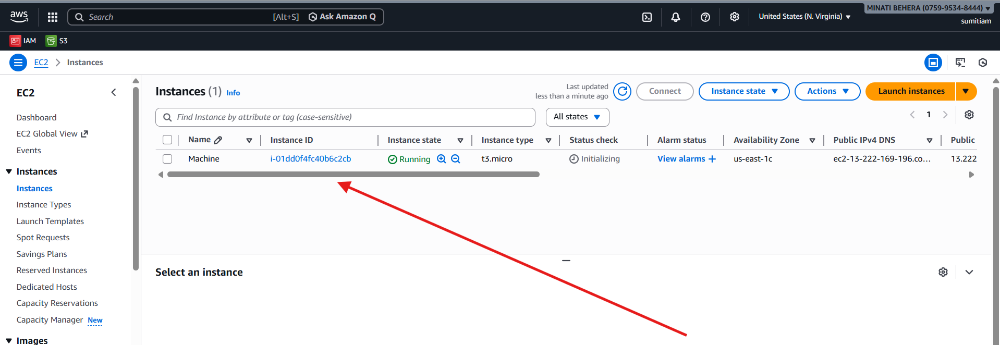 aws
Search [Alt+S] Ask Amazon Q United States (N. Virginia) MINATI BEHERA (0759-9534-8444)
sumitiam
IAM S3
EC2 Instances
EC2
Dashboard
EC2 Global View
Events
Instances
Instances
Instance Types
Launch Templates
Spot Requests
Savings Plans
Reserved Instances
Dedicated Hosts
Capacity Reservations
Capacity Manager New
Images
Instances (1) Info
Last updated
less than a minute ago
Connect Instance state Actions Launch instances
Find Instance by attribute or tag (case-sensitive) All states 1
Name Instance ID Instance state Instance type Status check Alarm status Availability Zone Public IPv4 DNS Public
Machine i-01dd0f4fc40b6c2cb Running t3.micro Initializing View alarms + us-east-1c ec2-13-222-169-196.co... 13.222
Select an instance